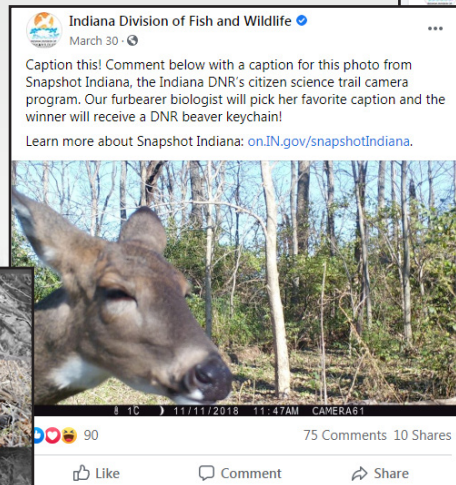 Indiana Division of Fish and Wildlife
March 30 ·
Caption this! Comment below with a caption for this photo from
Snapshot Indiana, the Indiana DNR's citizen science trail camera
program. Our furbearer biologist will pick her favorite caption and the
winner will receive a DNR beaver keychain!
Learn more about Snapshot Indiana: on.IN.gov/snapshotIndiana.
8 1C ) 11/11/2018 11:47AM CAMERA61
90 75 Comments 10 Shares
Like Comment Share